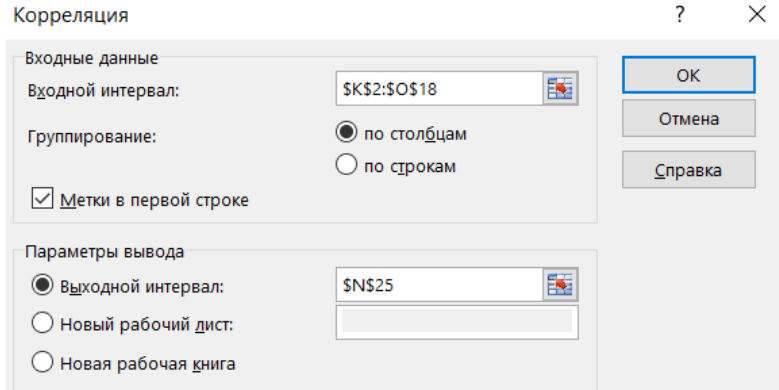 Корреляция ? ×
Входные данные
Входной интервал: $K$2:$O$18
Группирование: по столбцам
по строкам
Метки в первой строке
Параметры вывода
Выходной интервал: $N$25
Новый рабочий лист:
Новая рабочая книга
ОК
Отмена
Справка